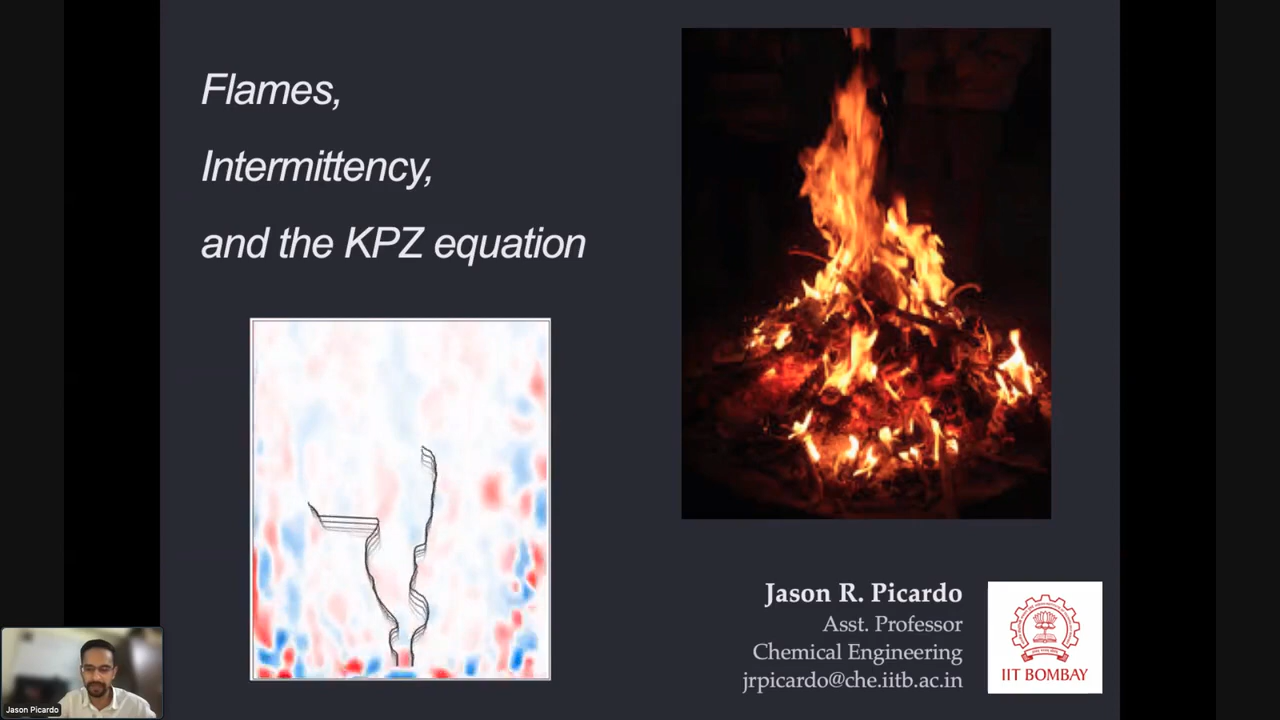 Flames,
Intermittency,
and the KPZ equation
Jason R. Picardo
Asst. Professor
Chemical Engineering
jrpicardo@che.iitb.ac.in
IIT BOMBAY
Jason Picardo